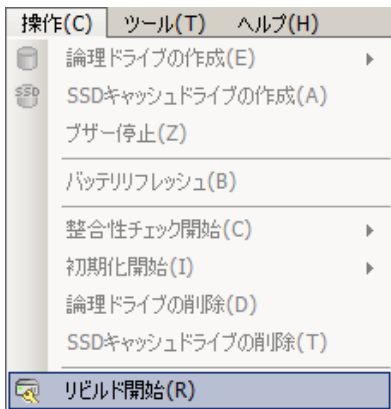 操作(C) ツール(T) ヘルプ(H)
論理ドライブの作成(E)
SSDキャッシュドライブの作成(A)
ブザー停止(Z)
バッテリリフレッシュ(B)
整合性チェック開始(C)
初期化開始(I)
論理ドライブの削除(D)
SSDキャッシュドライブの削除(T)
リビルド開始(R)